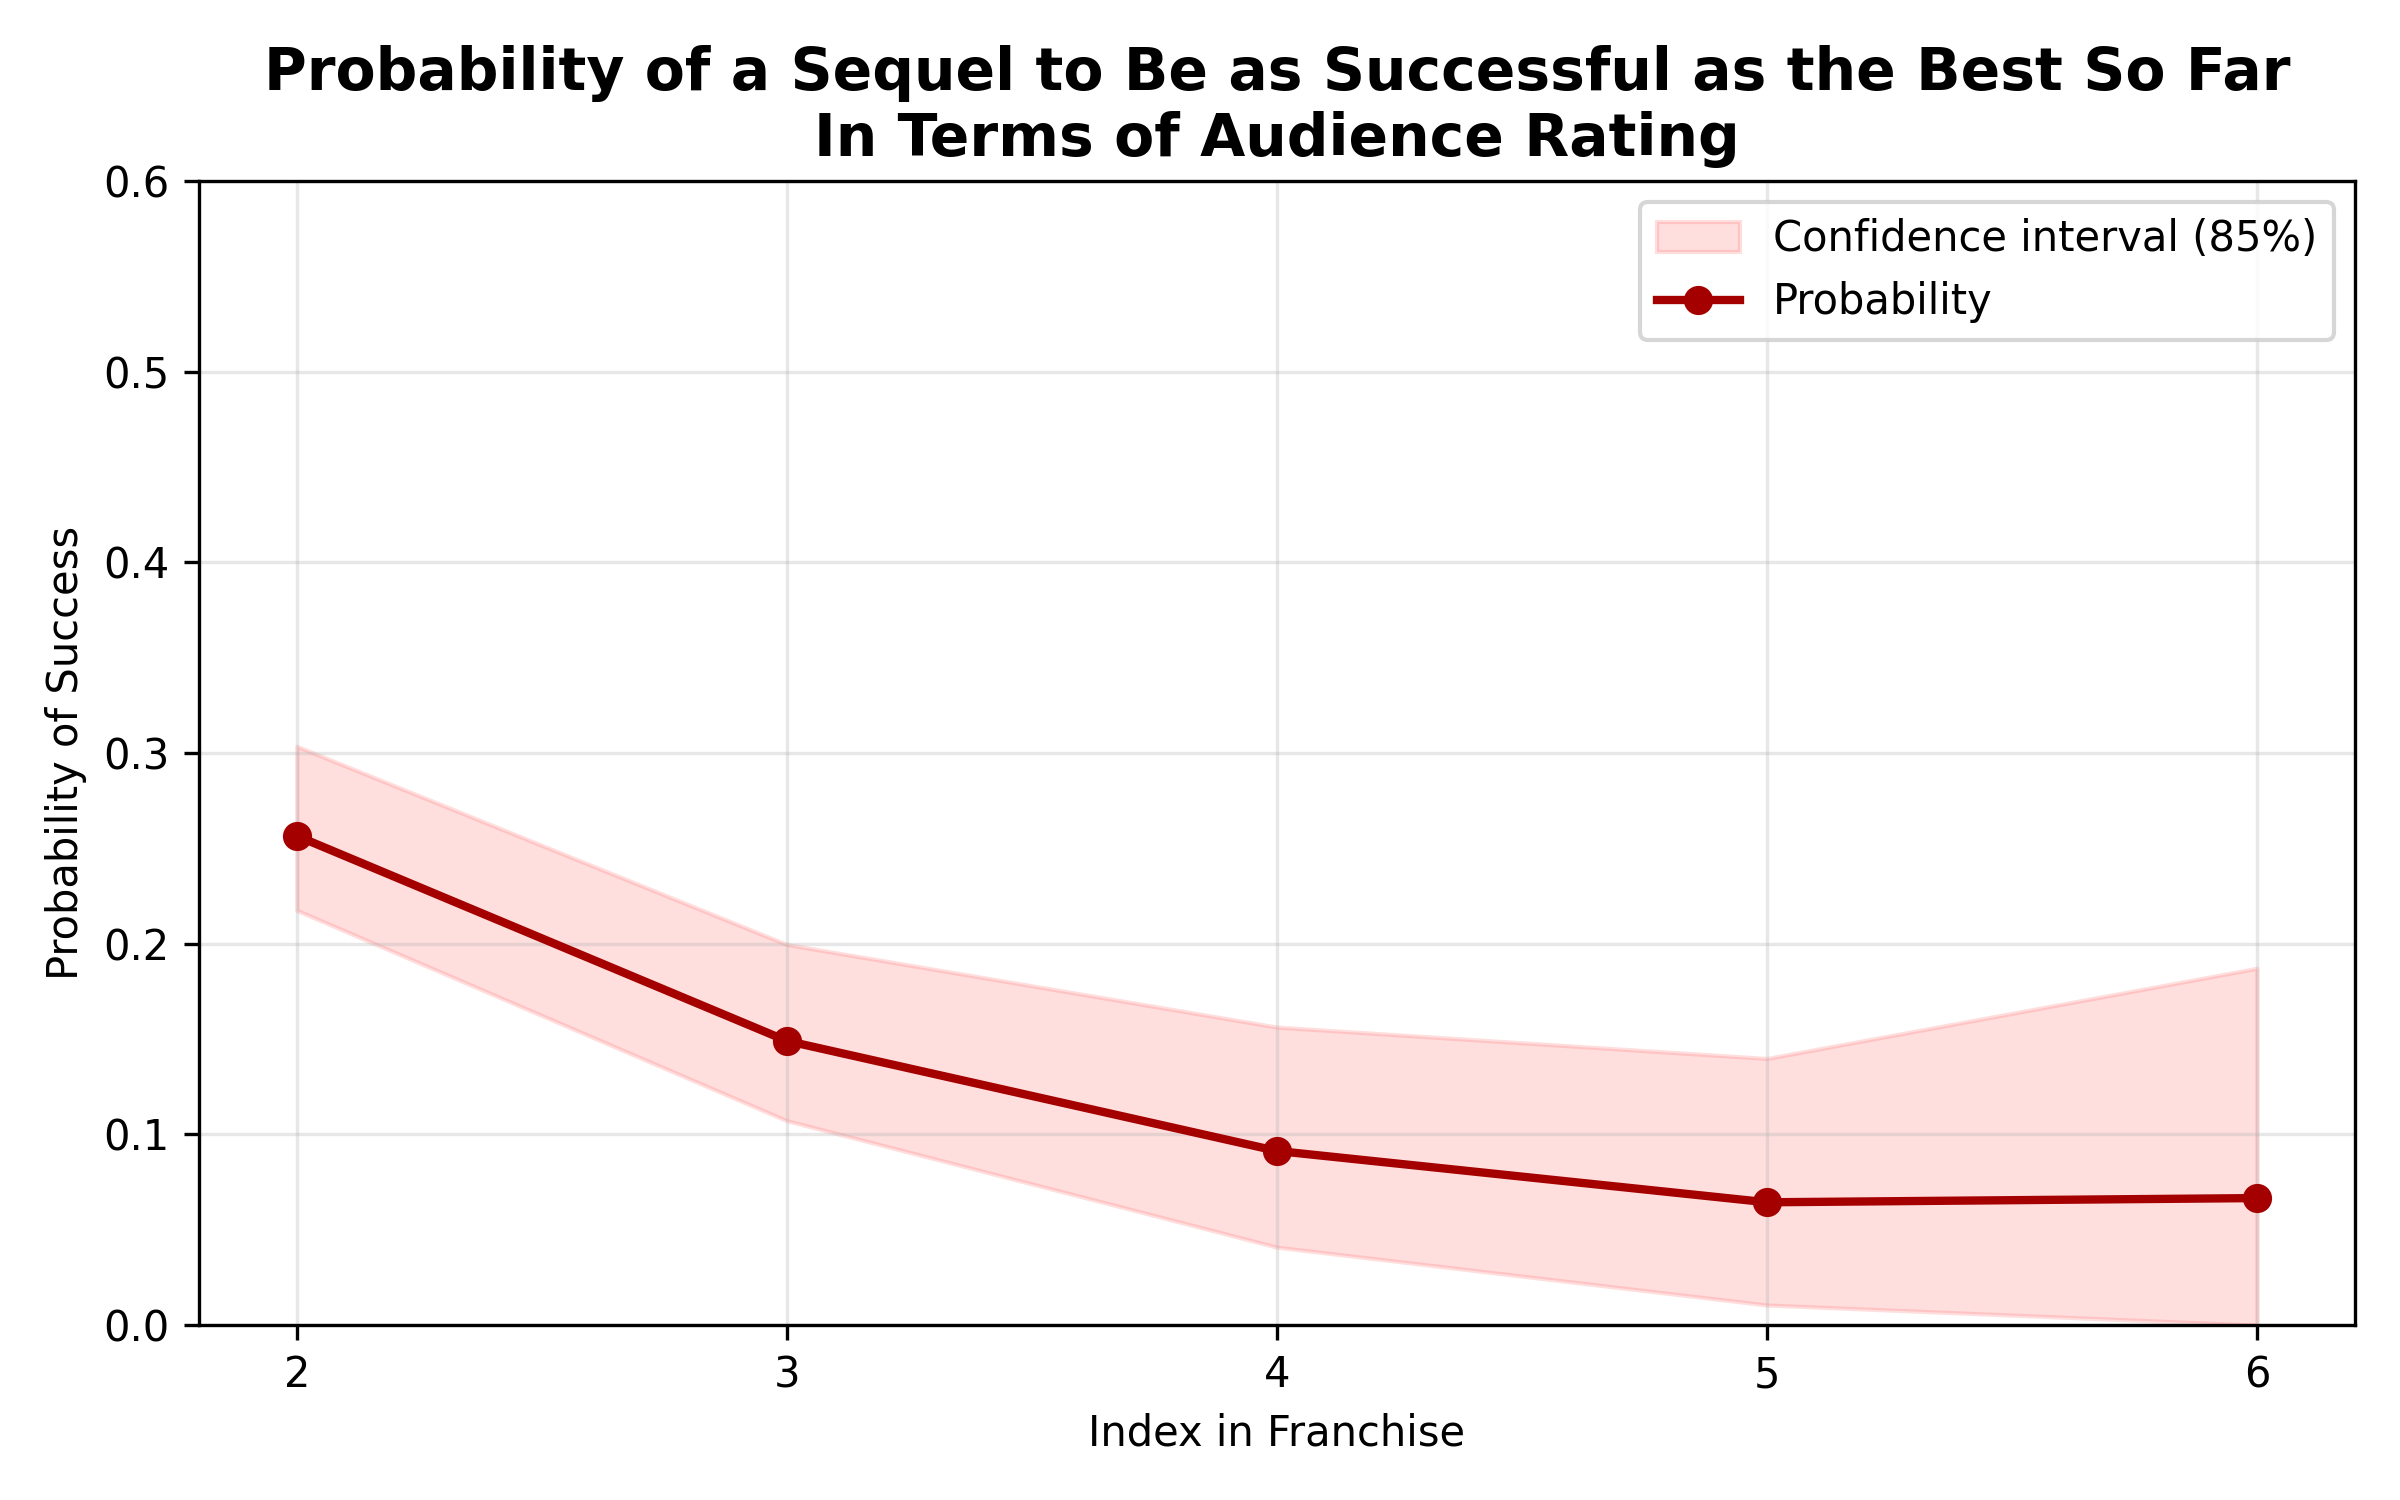 Probability of a Sequel to Be as Successful as the Best So Far
In Terms of Audience Rating
Confidence interval (85%)
Probability
Probability of Success
0.6
0.5
0.4
0.3
0.2
0.1
0.0
2 3 4 5 6
Index in Franchise